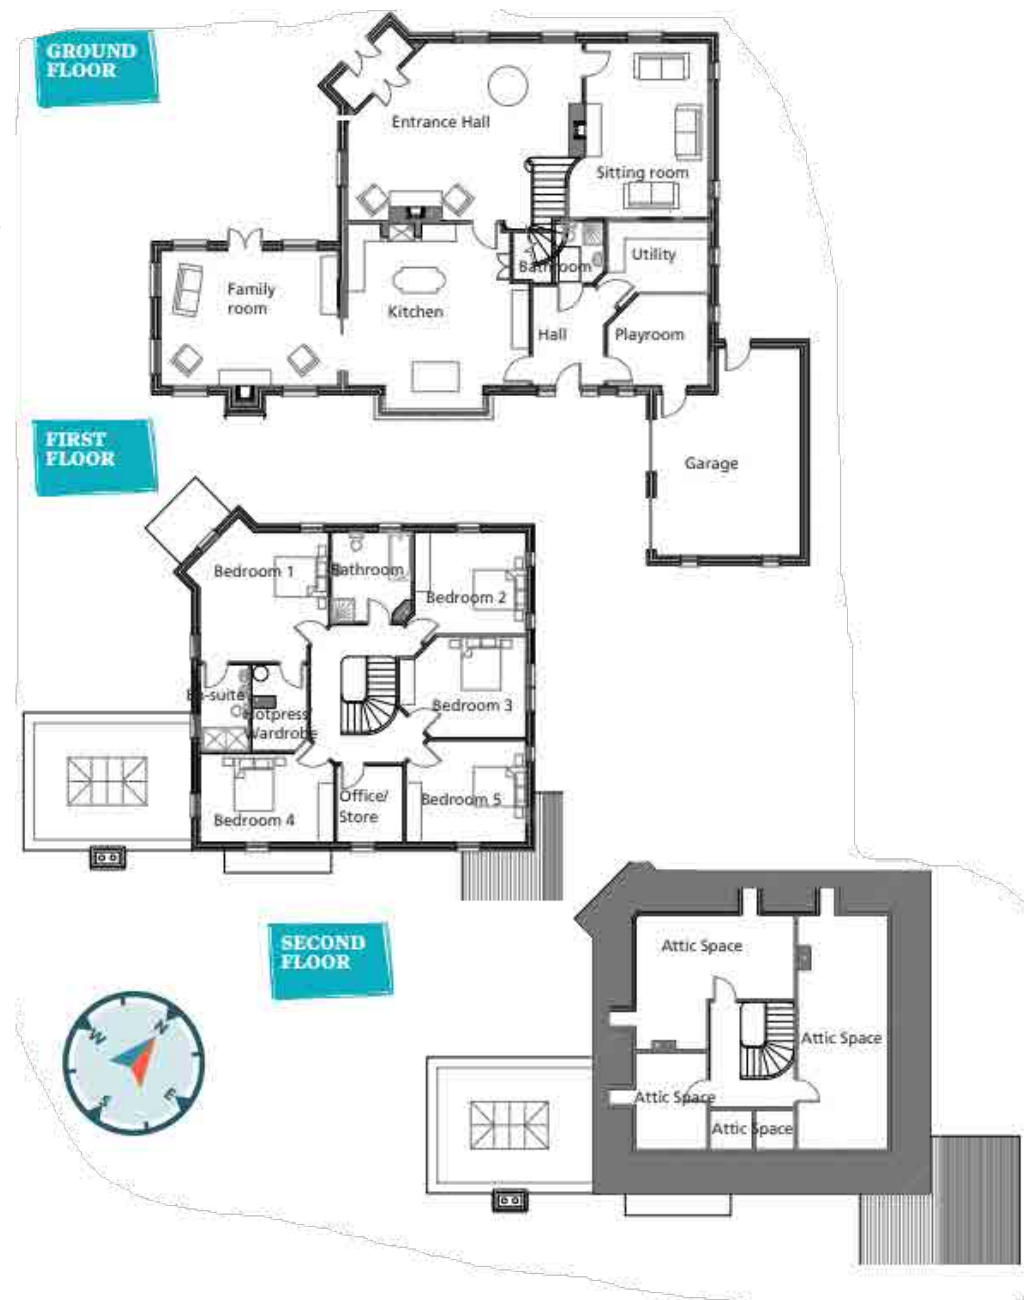 GROUND
FLOOR
Entrance Hall
Sitting room
Bathroom
Utility
Family
room
Kitchen
Hall
Playroom
Garage
FIRST
FLOOR
Bedroom 1
Bathroom
Bedroom 2
En-suite
Hotpress
Wardrobe
Bedroom 3
Bedroom 4
Office/
Store
Bedroom 5
SECOND
FLOOR
Attic Space
Attic Space
Attic Space
Attic Space
N
W
S
E